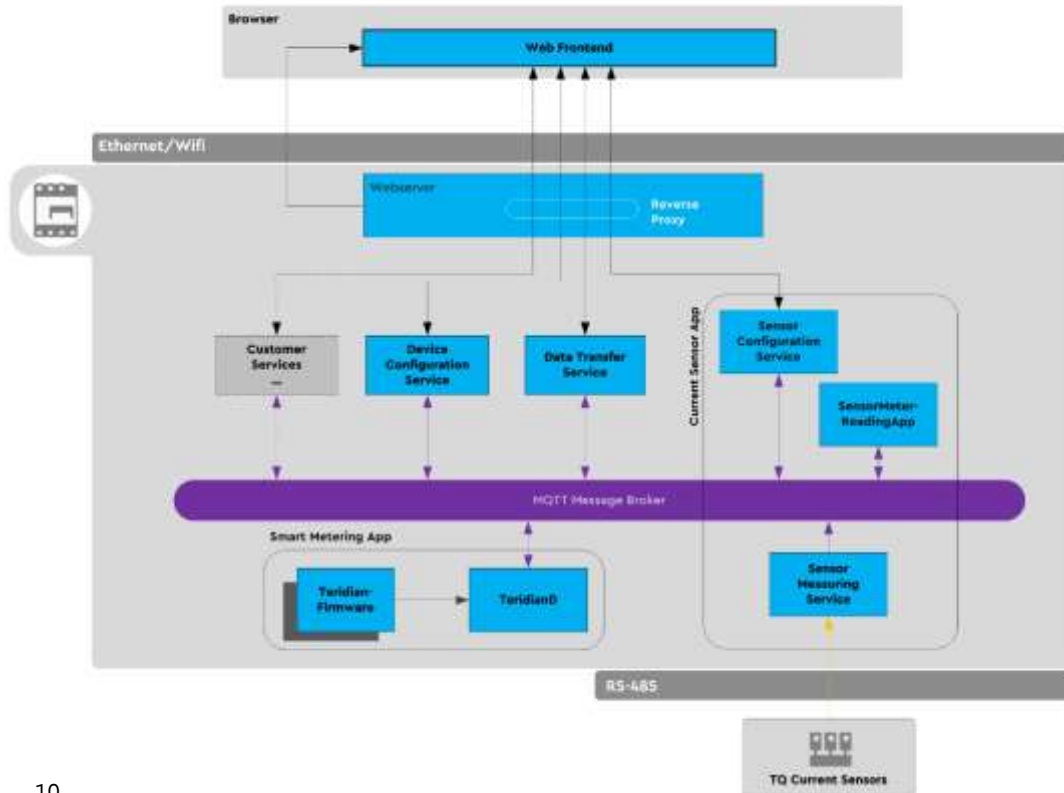 Browser
Web Frontend
Ethernet/Wifi
Webserver
Reverse
Proxy
Current Sensor App
Customer
Services
...
Device
Configuration
Service
Data Transfer
Service
Sensor
Configuration
Service
SensorMeter-
ReadingApp
MQTT Message Broker
Smart Metering App
Teridian-
Firmware
TeridianD
Sensor
Measuring
Service
RS-485
TQ Current Sensors
10